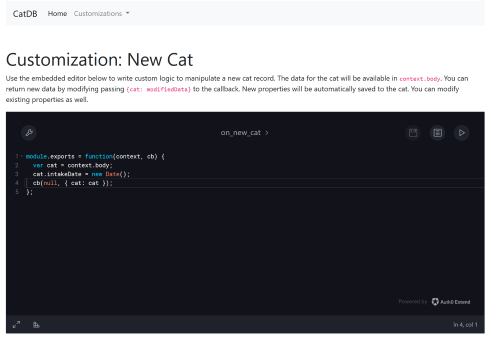 CatDB Home Customizations
Customization: New Cat
Use the embedded editor below to write custom logic to manipulate a new cat record. The data for the cat will be available in context.body. You can
return new data by modifying passing {cat: modifiedData} to the callback. New properties will be automatically saved to the cat. You can modify
existing properties as well.
on_new_cat >
1 module.exports = function(context, cb) {
2 var cat = context.body;
3 cat.intakeDate = new Date();
4 cb(null, { cat: cat });
5 };
Powered by Auth0 Extend
ln 4, col 1